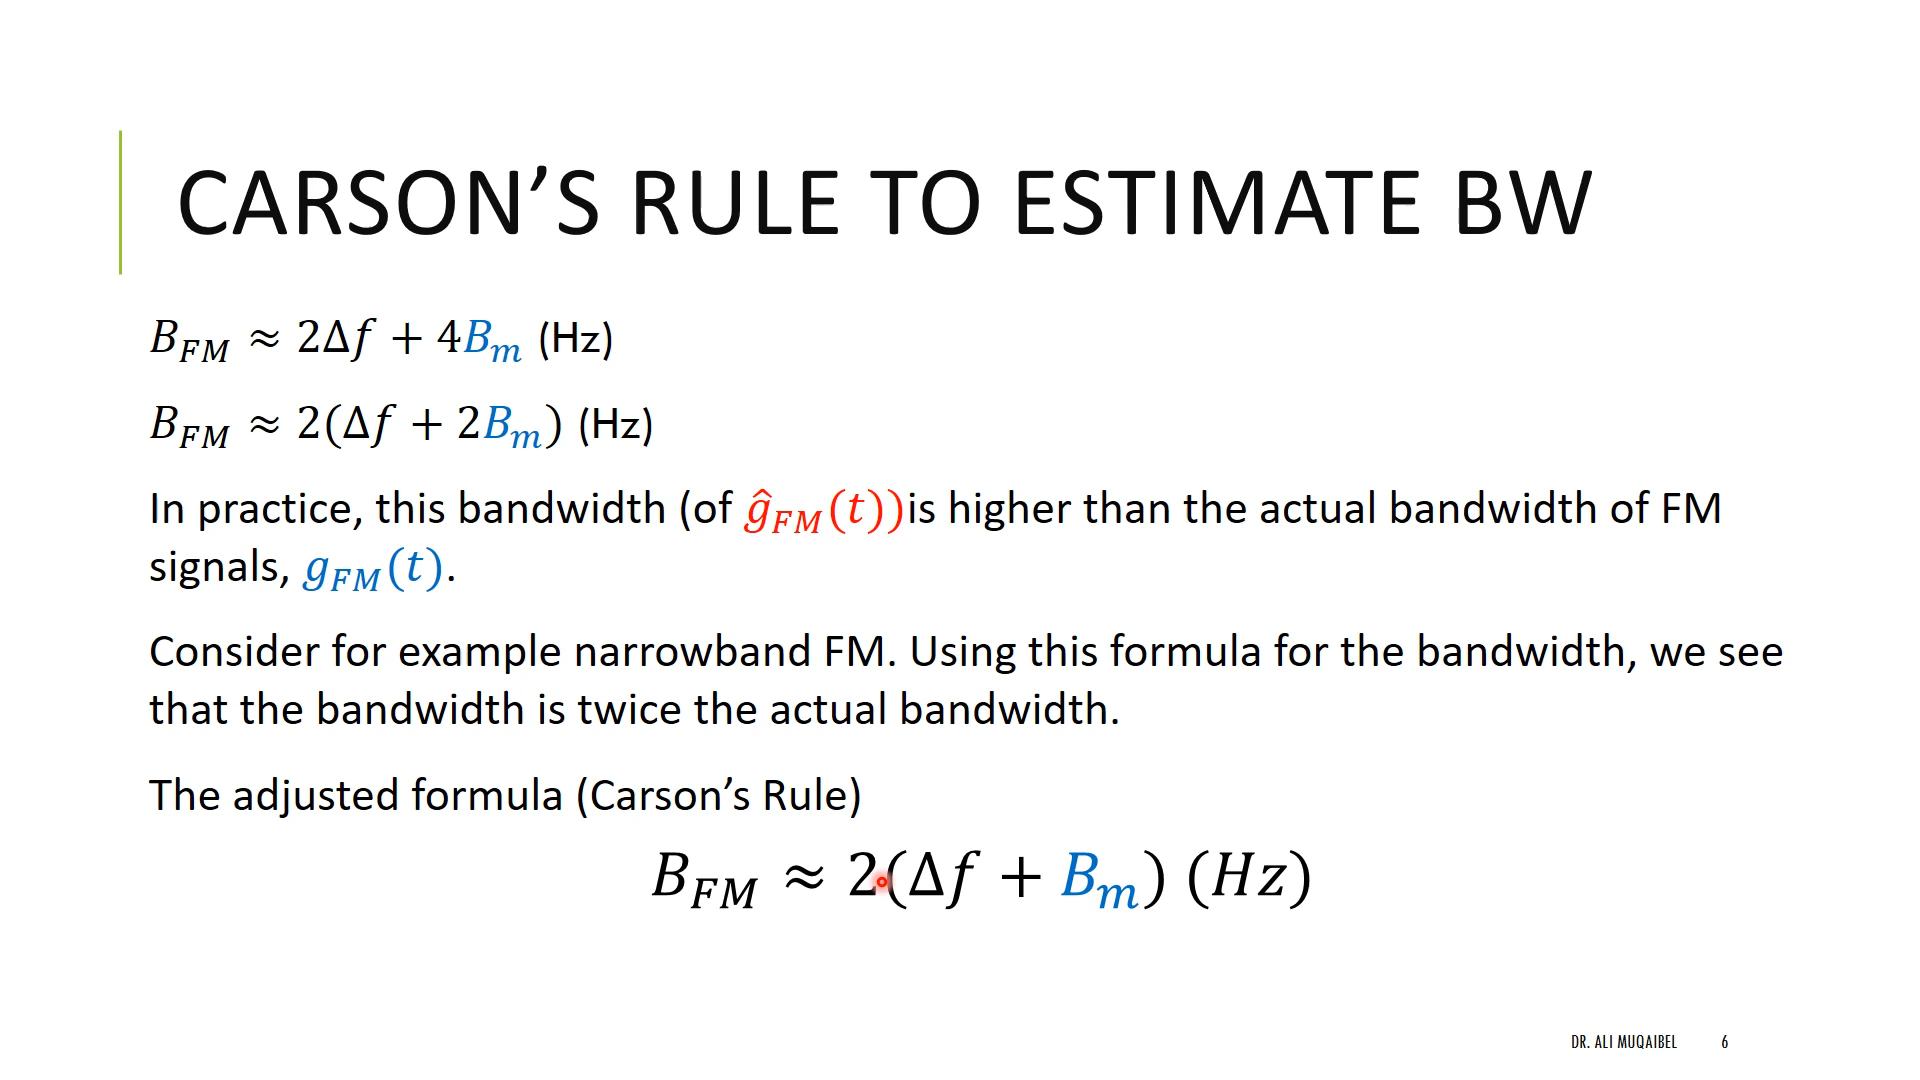 CARSON’S RULE TO ESTIMATE BW
B_FM ≈ 2Δf + 4B_m (Hz)
B_FM ≈ 2(Δf + 2B_m) (Hz)
In practice, this bandwidth (of ĝ_FM(t))is higher than the actual bandwidth of FM
signals, g_FM(t).
Consider for example narrowband FM. Using this formula for the bandwidth, we see
that the bandwidth is twice the actual bandwidth.
The adjusted formula (Carson’s Rule)
B_FM ≈ 2(Δf + B_m) (Hz)
DR. ALI MUQAIBEL 6